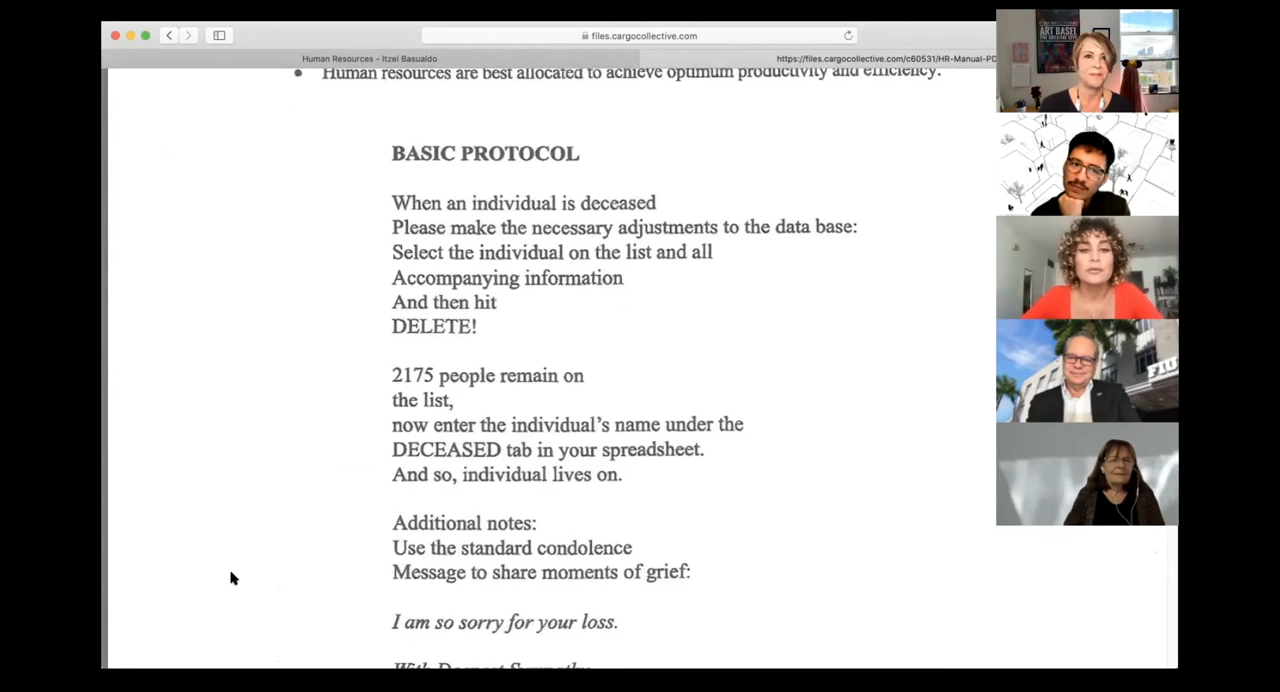 files.cargocollective.com
Human Resources - Itzel Basualdo
https://files.cargocollective.com/c60531/HR-Manual-PD
Human resources are best allocated to achieve optimum productivity and efficiency.
BASIC PROTOCOL
When an individual is deceased
Please make the necessary adjustments to the data base:
Select the individual on the list and all
Accompanying information
And then hit
DELETE!
2175 people remain on
the list,
now enter the individual's name under the
DECEASED tab in your spreadsheet.
And so, individual lives on.
Additional notes:
Use the standard condolence
Message to share moments of grief:
I am so sorry for your loss.
With Deepest Sympathy
ART BASEL
FIU